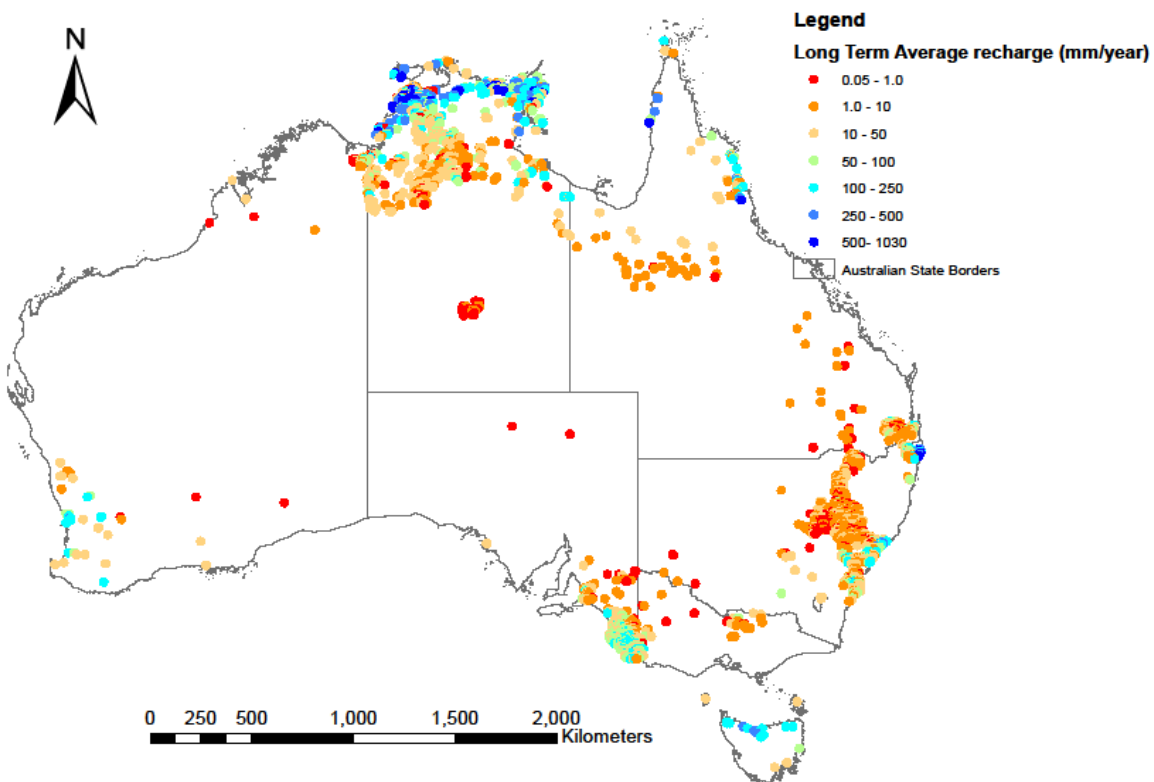 N
Legend
Long Term Average recharge (mm/year)
0.05 - 1.0
1.0 - 10
10 - 50
50 - 100
100 - 250
250 - 500
500- 1030
Australian State Borders
0 250 500 1,000 1,500 2,000
Kilometers